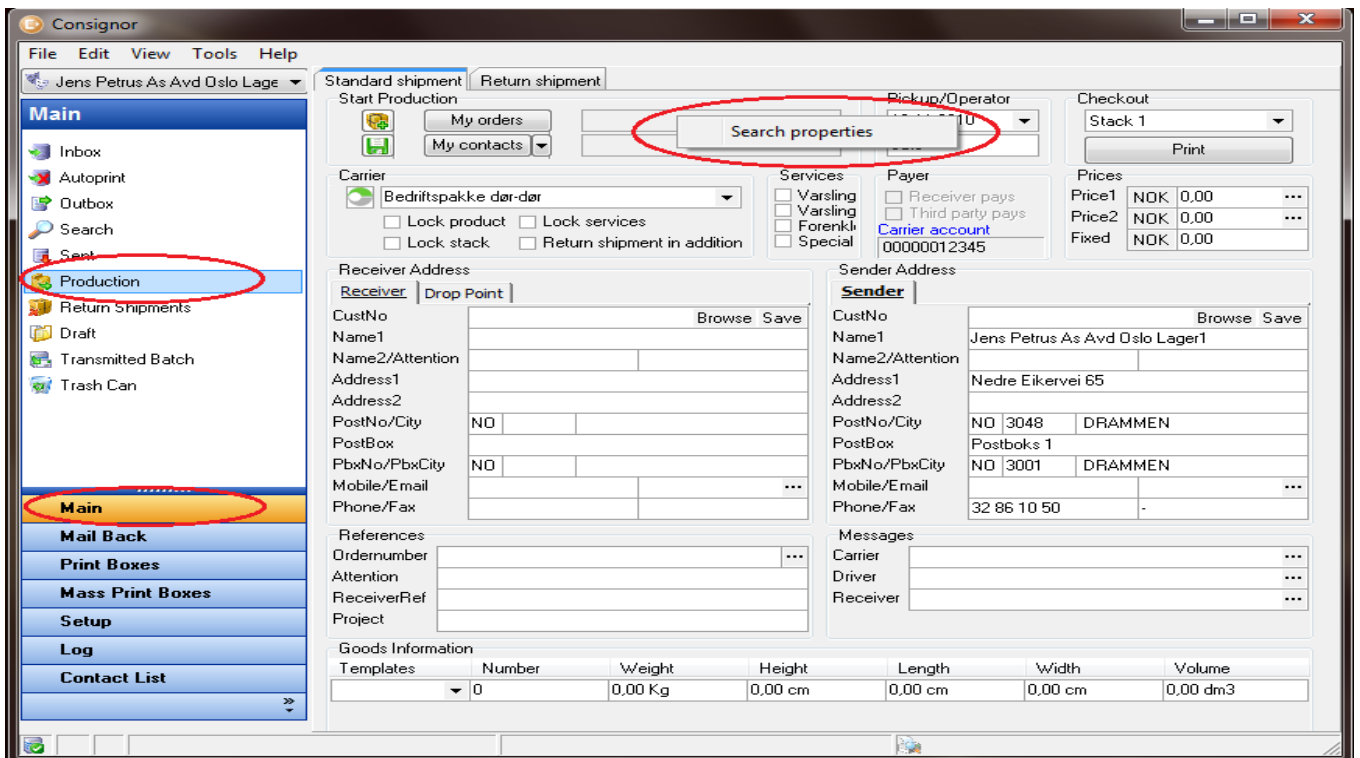 Consignor
File Edit View Tools Help
Jens Petrus As Avd Oslo Lage
Main
Inbox
Autoprint
Outbox
Search
Sent
Production
Return Shipments
Draft
Transmitted Batch
Trash Can
Main
Mail Back
Print Boxes
Mass Print Boxes
Setup
Log
Contact List
Standard shipment Return shipment
Start Production
My orders
My contacts
Search properties
Pickup/Operator
Checkout
Stack 1
Print
Carrier
Bedriftspakke dør-dør
Lock product Lock services
Lock stack Return shipment in addition
Services
Varsling
Varsling
Forenkl
Special
Payer
Receiver pays
Third party pays
Carrier account
00000012345
Prices
Price1 NOK 0,00 ...
Price2 NOK 0,00 ...
Fixed NOK 0,00
Receiver Address
Receiver Drop Point
CustNo Browse Save
Name1
Name2/Attention
Address1
Address2
PostNo/City NO
PostBox
PbxNo/PbxCity NO
Mobile/Email ...
Phone/Fax
Sender Address
Sender
CustNo Browse Save
Name1 Jens Petrus As Avd Oslo Lager1
Name2/Attention
Address1 Nedre Eikervei 65
Address2
PostNo/City NO 3048 DRAMMEN
PostBox Postboks 1
PbxNo/PbxCity NO 3001 DRAMMEN
Mobile/Email ...
Phone/Fax 32 86 10 50 -
References
Ordernumber ...
Attention
ReceiverRef
Project
Messages
Carrier ...
Driver ...
Receiver ...
Goods Information
Templates Number Weight Height Length Width Volume
0 0,00 Kg 0,00 cm 0,00 cm 0,00 cm 0,00 dm3